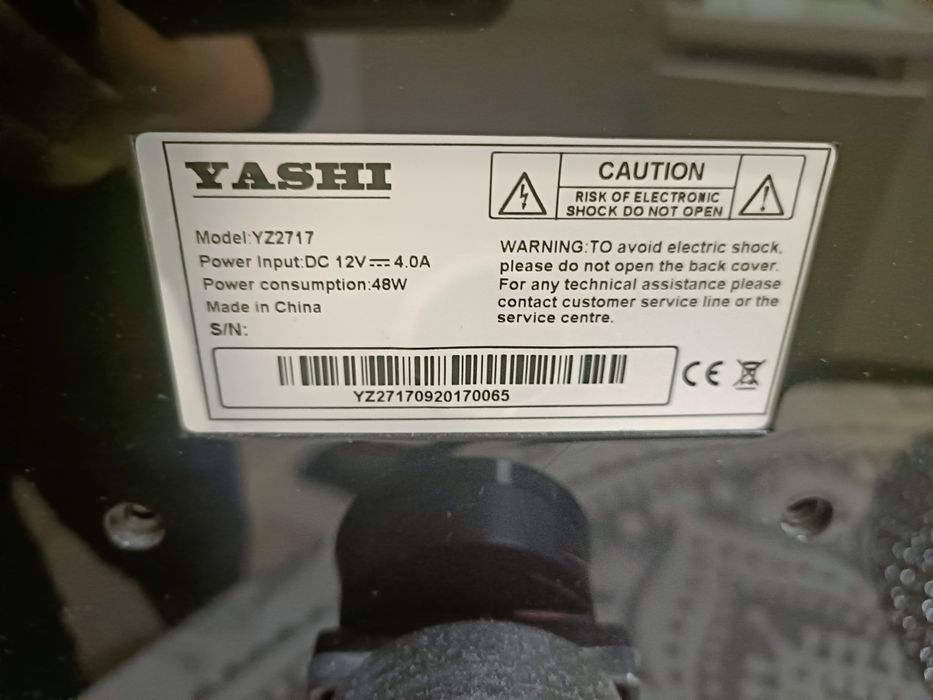 YASHI
CAUTION
RISK OF ELECTRONIC
SHOCK DO NOT OPEN
Model:YZ2717
Power Input:DC 12V⎓4.0A
Power consumption:48W
Made in China
S/N:
WARNING:TO avoid electric shock,
please do not open the back cover.
For any technical assistance please
contact customer service line or the
service centre.
YZ27170920170065
CE